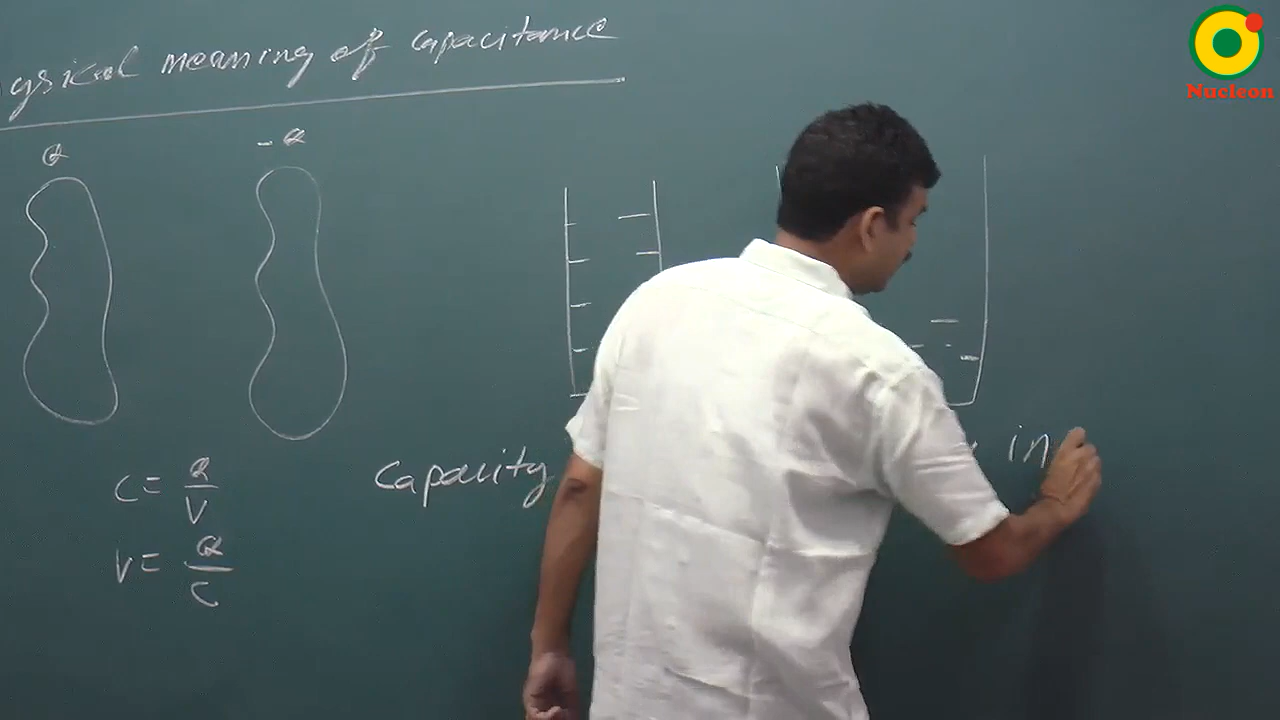 ysical meaning of capacitance
Q
- Q
C = Q/V
V = Q/C
Capacity
in
Nucleon